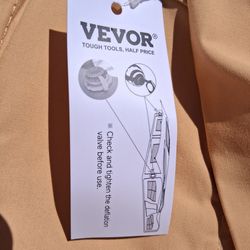 VEVOR®
TOUGH TOOLS, HALF PRICE
※ Check and tighten the deflation
valve before use.